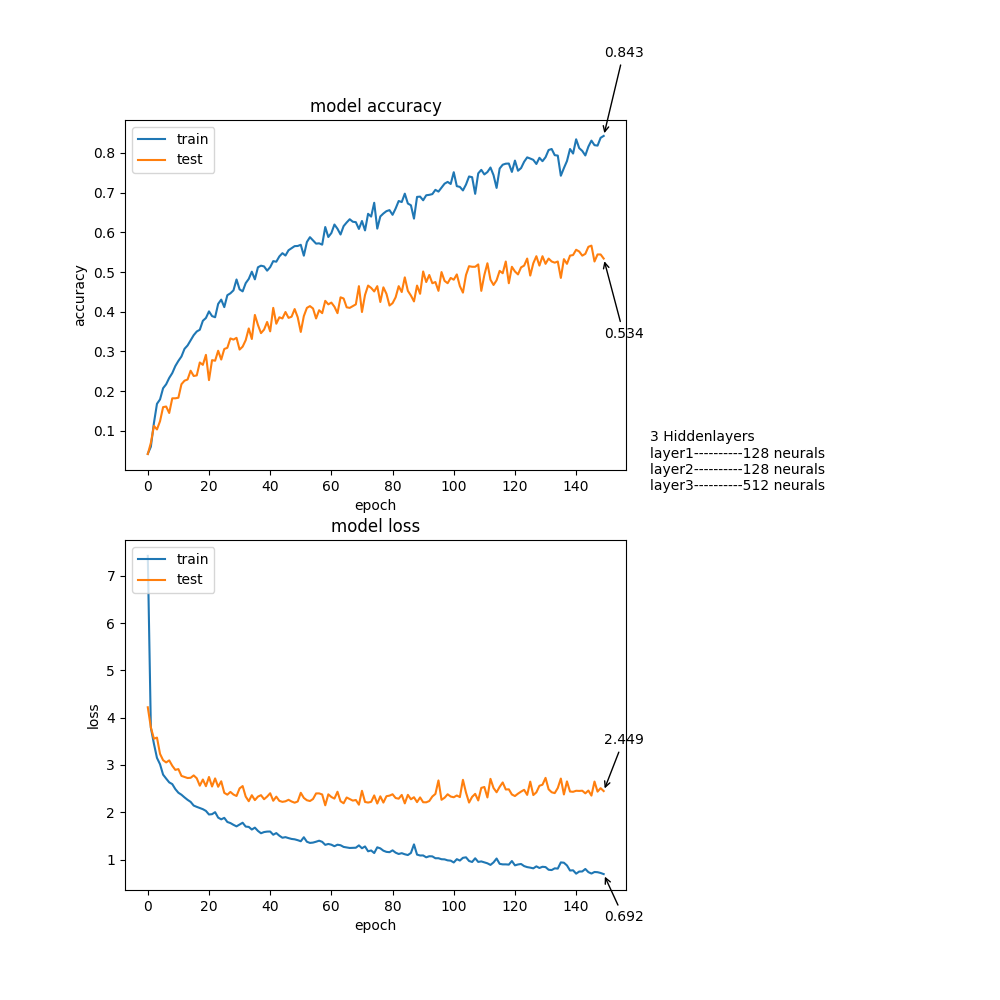 0.843
model accuracy
train
test
0.8
0.7
0.6
0.5
0.4
0.3
0.2
0.1
accuracy
0 20 40 60 80 100 120 140
epoch
0.534
3 Hiddenlayers
layer1----------128 neurals
layer2----------128 neurals
layer3----------512 neurals
model loss
train
test
7
6
5
4
3
2
1
loss
0 20 40 60 80 100 120 140
epoch
2.449
0.692